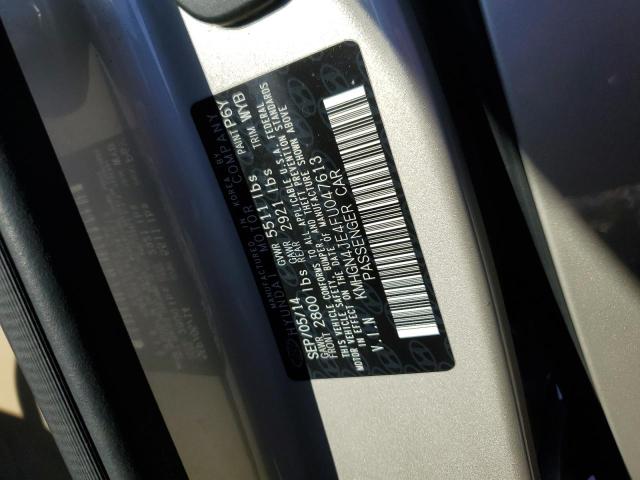 MANUFACTURED BY
HYUNDAI MOTOR COMPANY
KOREA
SEP/05/14 GVWR 5511 lbs TRIM WYB PAINT P6Y
GAWR FRONT 2800 lbs GAWR REAR 2921 lbs
THIS VEHICLE CONFORMS TO ALL APPLICABLE U.S.A. FEDERAL
SAFETY, BUMPER, AND THEFT PREVENTION STANDARDS
IN EFFECT ON THE DATE OF MANUFACTURE SHOWN ABOVE
V.I.N KMHGN4JE4FU047613
PASSENGER CAR